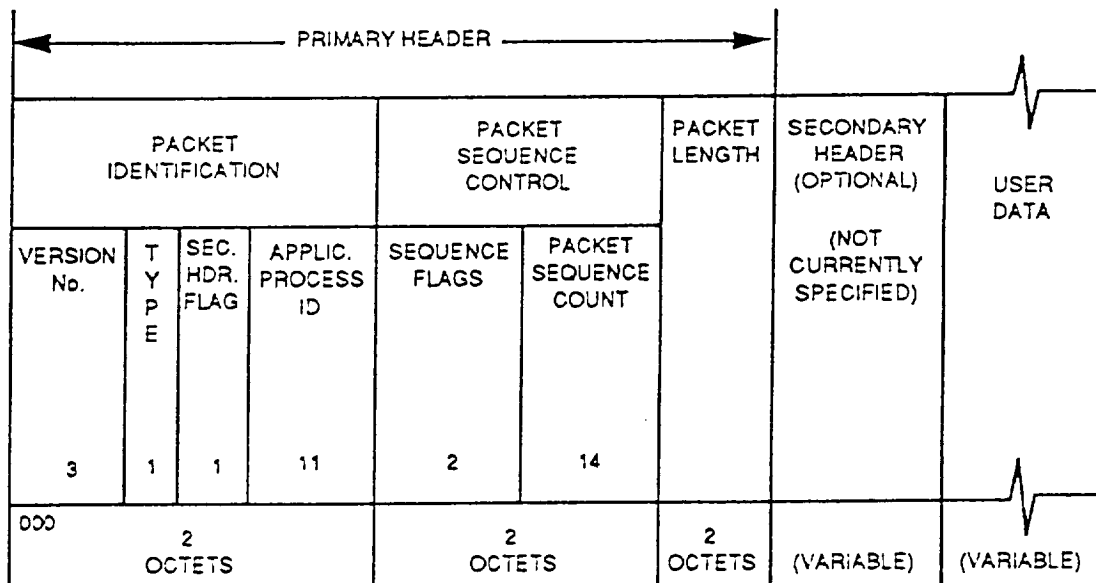 PRIMARY HEADER
PACKET
IDENTIFICATION
PACKET
SEQUENCE
CONTROL
PACKET
LENGTH
SECONDARY
HEADER
(OPTIONAL)
(NOT
CURRENTLY
SPECIFIED)
USER
DATA
VERSION
No.
T
Y
P
E
SEC.
HDR.
FLAG
APPLIC.
PROCESS
ID
SEQUENCE
FLAGS
PACKET
SEQUENCE
COUNT
3
1
1
11
2
14
000
2
OCTETS
2
OCTETS
2
OCTETS
(VARIABLE)
(VARIABLE)